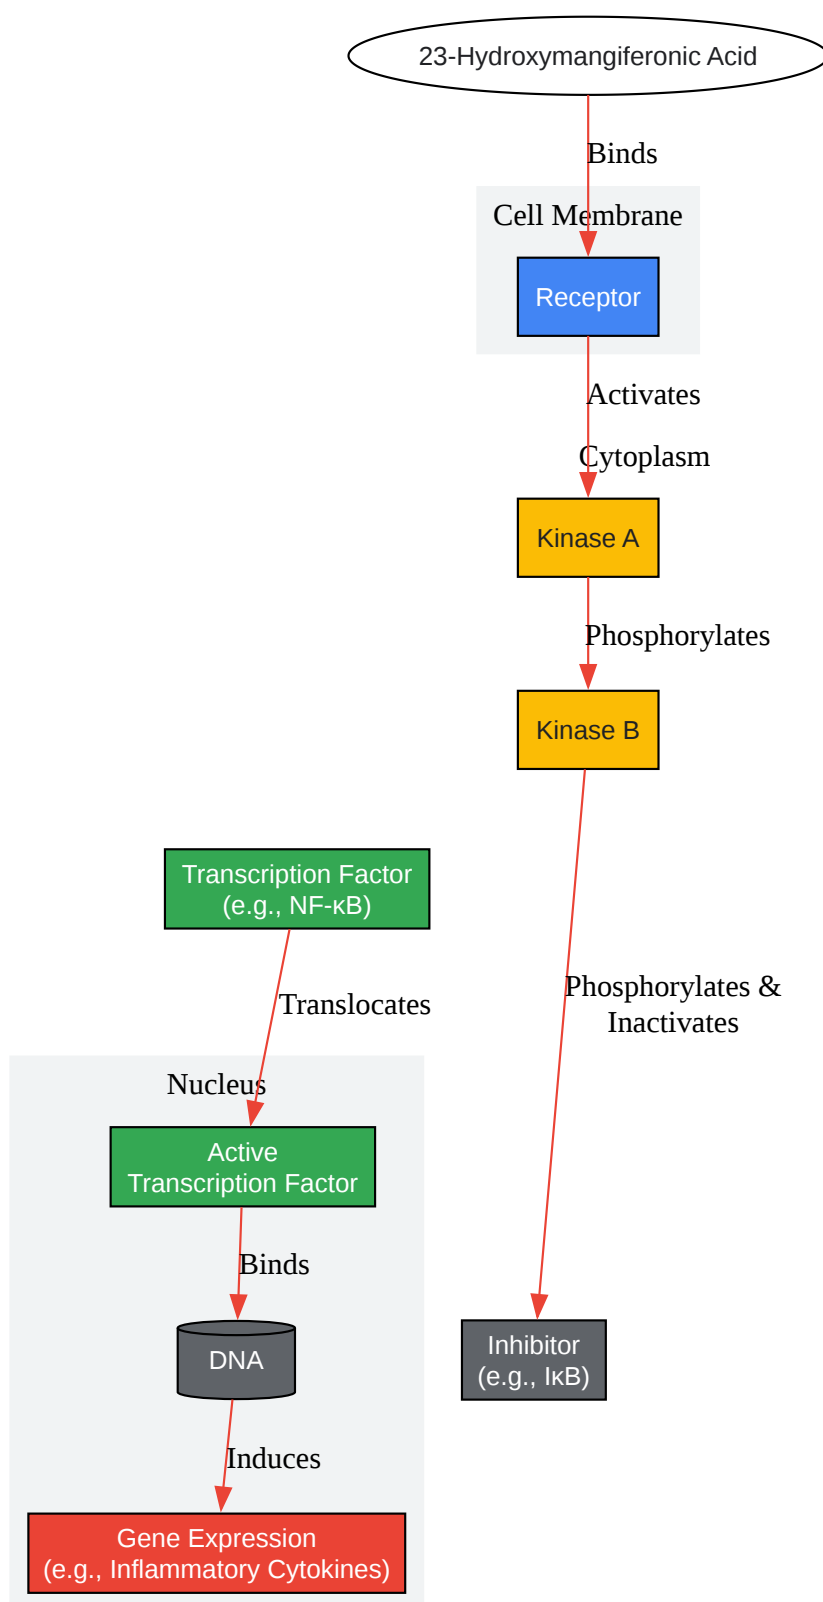 23-Hydroxymangiferonic Acid
Binds
Cell Membrane
Receptor
Activates
Cytoplasm
Kinase A
Phosphorylates
Kinase B
Transcription Factor
(e.g., NF-κB)
Phosphorylates &
Inactivates
Translocates
Nucleus
Active
Transcription Factor
Binds
DNA
Inhibitor
(e.g., IκB)
Induces
Gene Expression
(e.g., Inflammatory Cytokines)